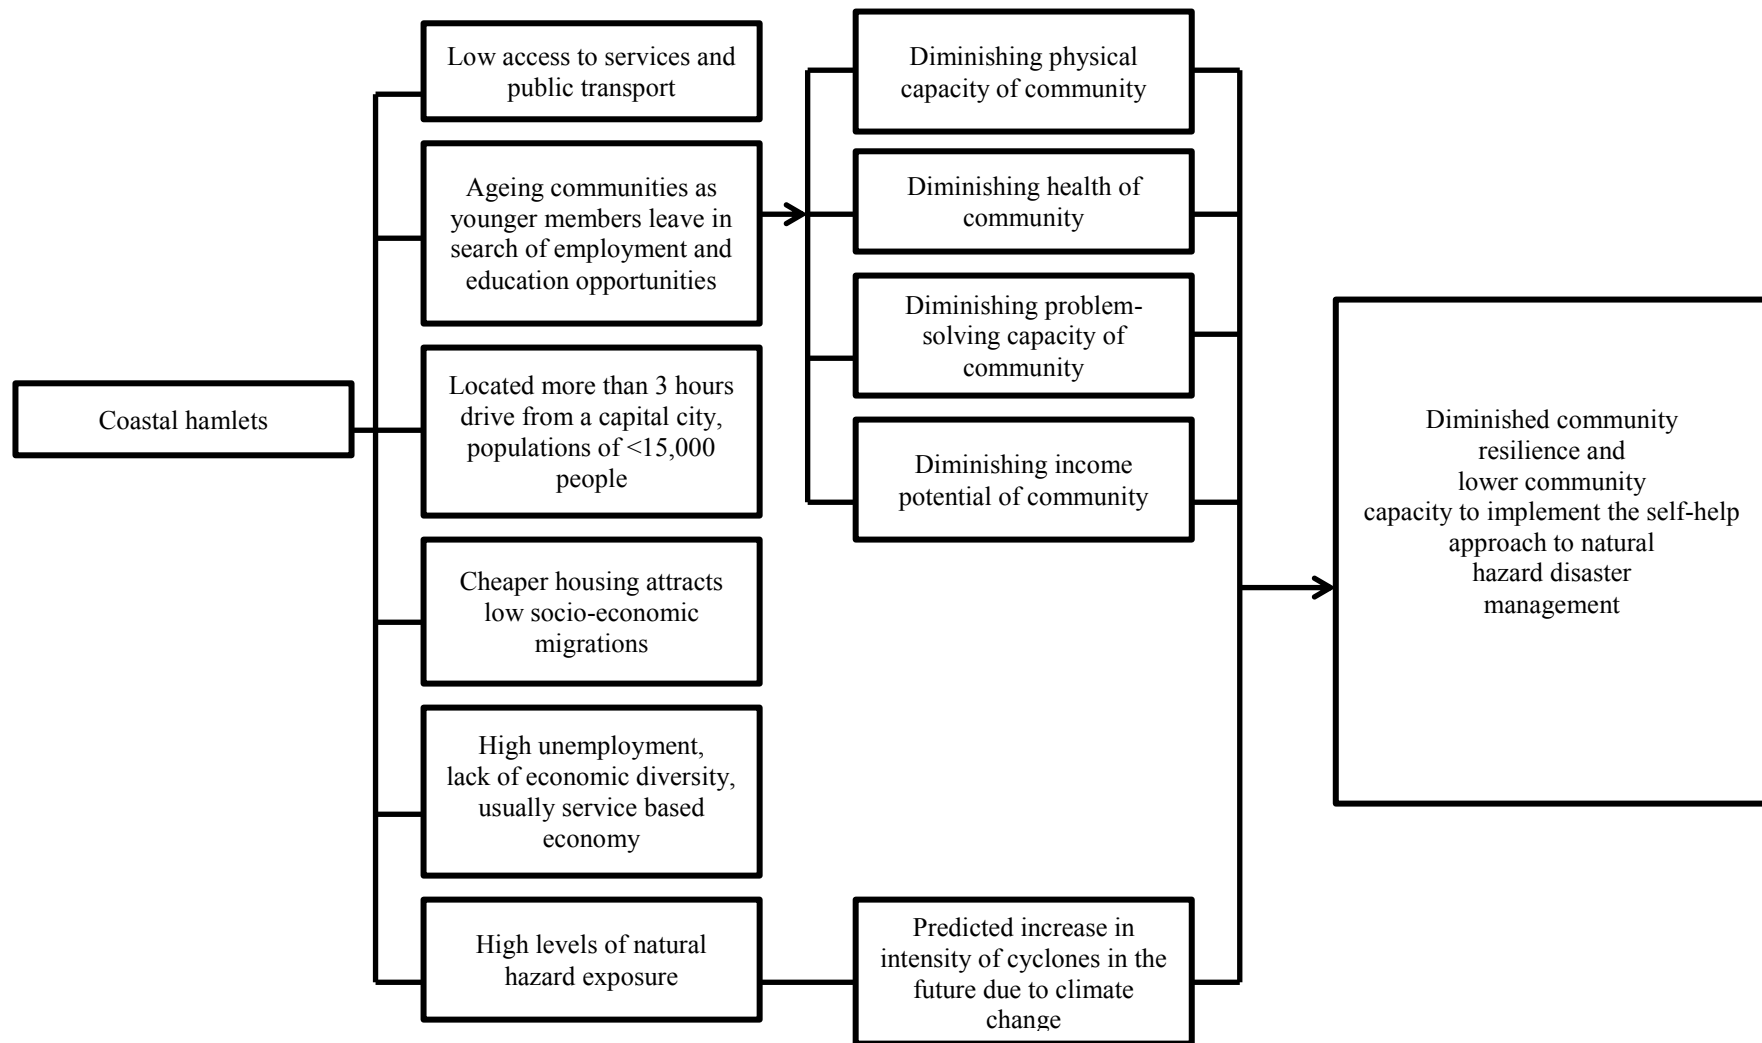 Coastal hamlets
Low access to services and
public transport
Ageing communities as
younger members leave in
search of employment and
education opportunities
Located more than 3 hours
drive from a capital city,
populations of <15,000
people
Cheaper housing attracts
low socio-economic
migrations
High unemployment,
lack of economic diversity,
usually service based
economy
High levels of natural
hazard exposure
Diminishing physical
capacity of community
Diminishing health of
community
Diminishing problem-
solving capacity of
community
Diminishing income
potential of community
Predicted increase in
intensity of cyclones in the
future due to climate
change
Diminished community
resilience and
lower community
capacity to implement the self-help
approach to natural
hazard disaster
management